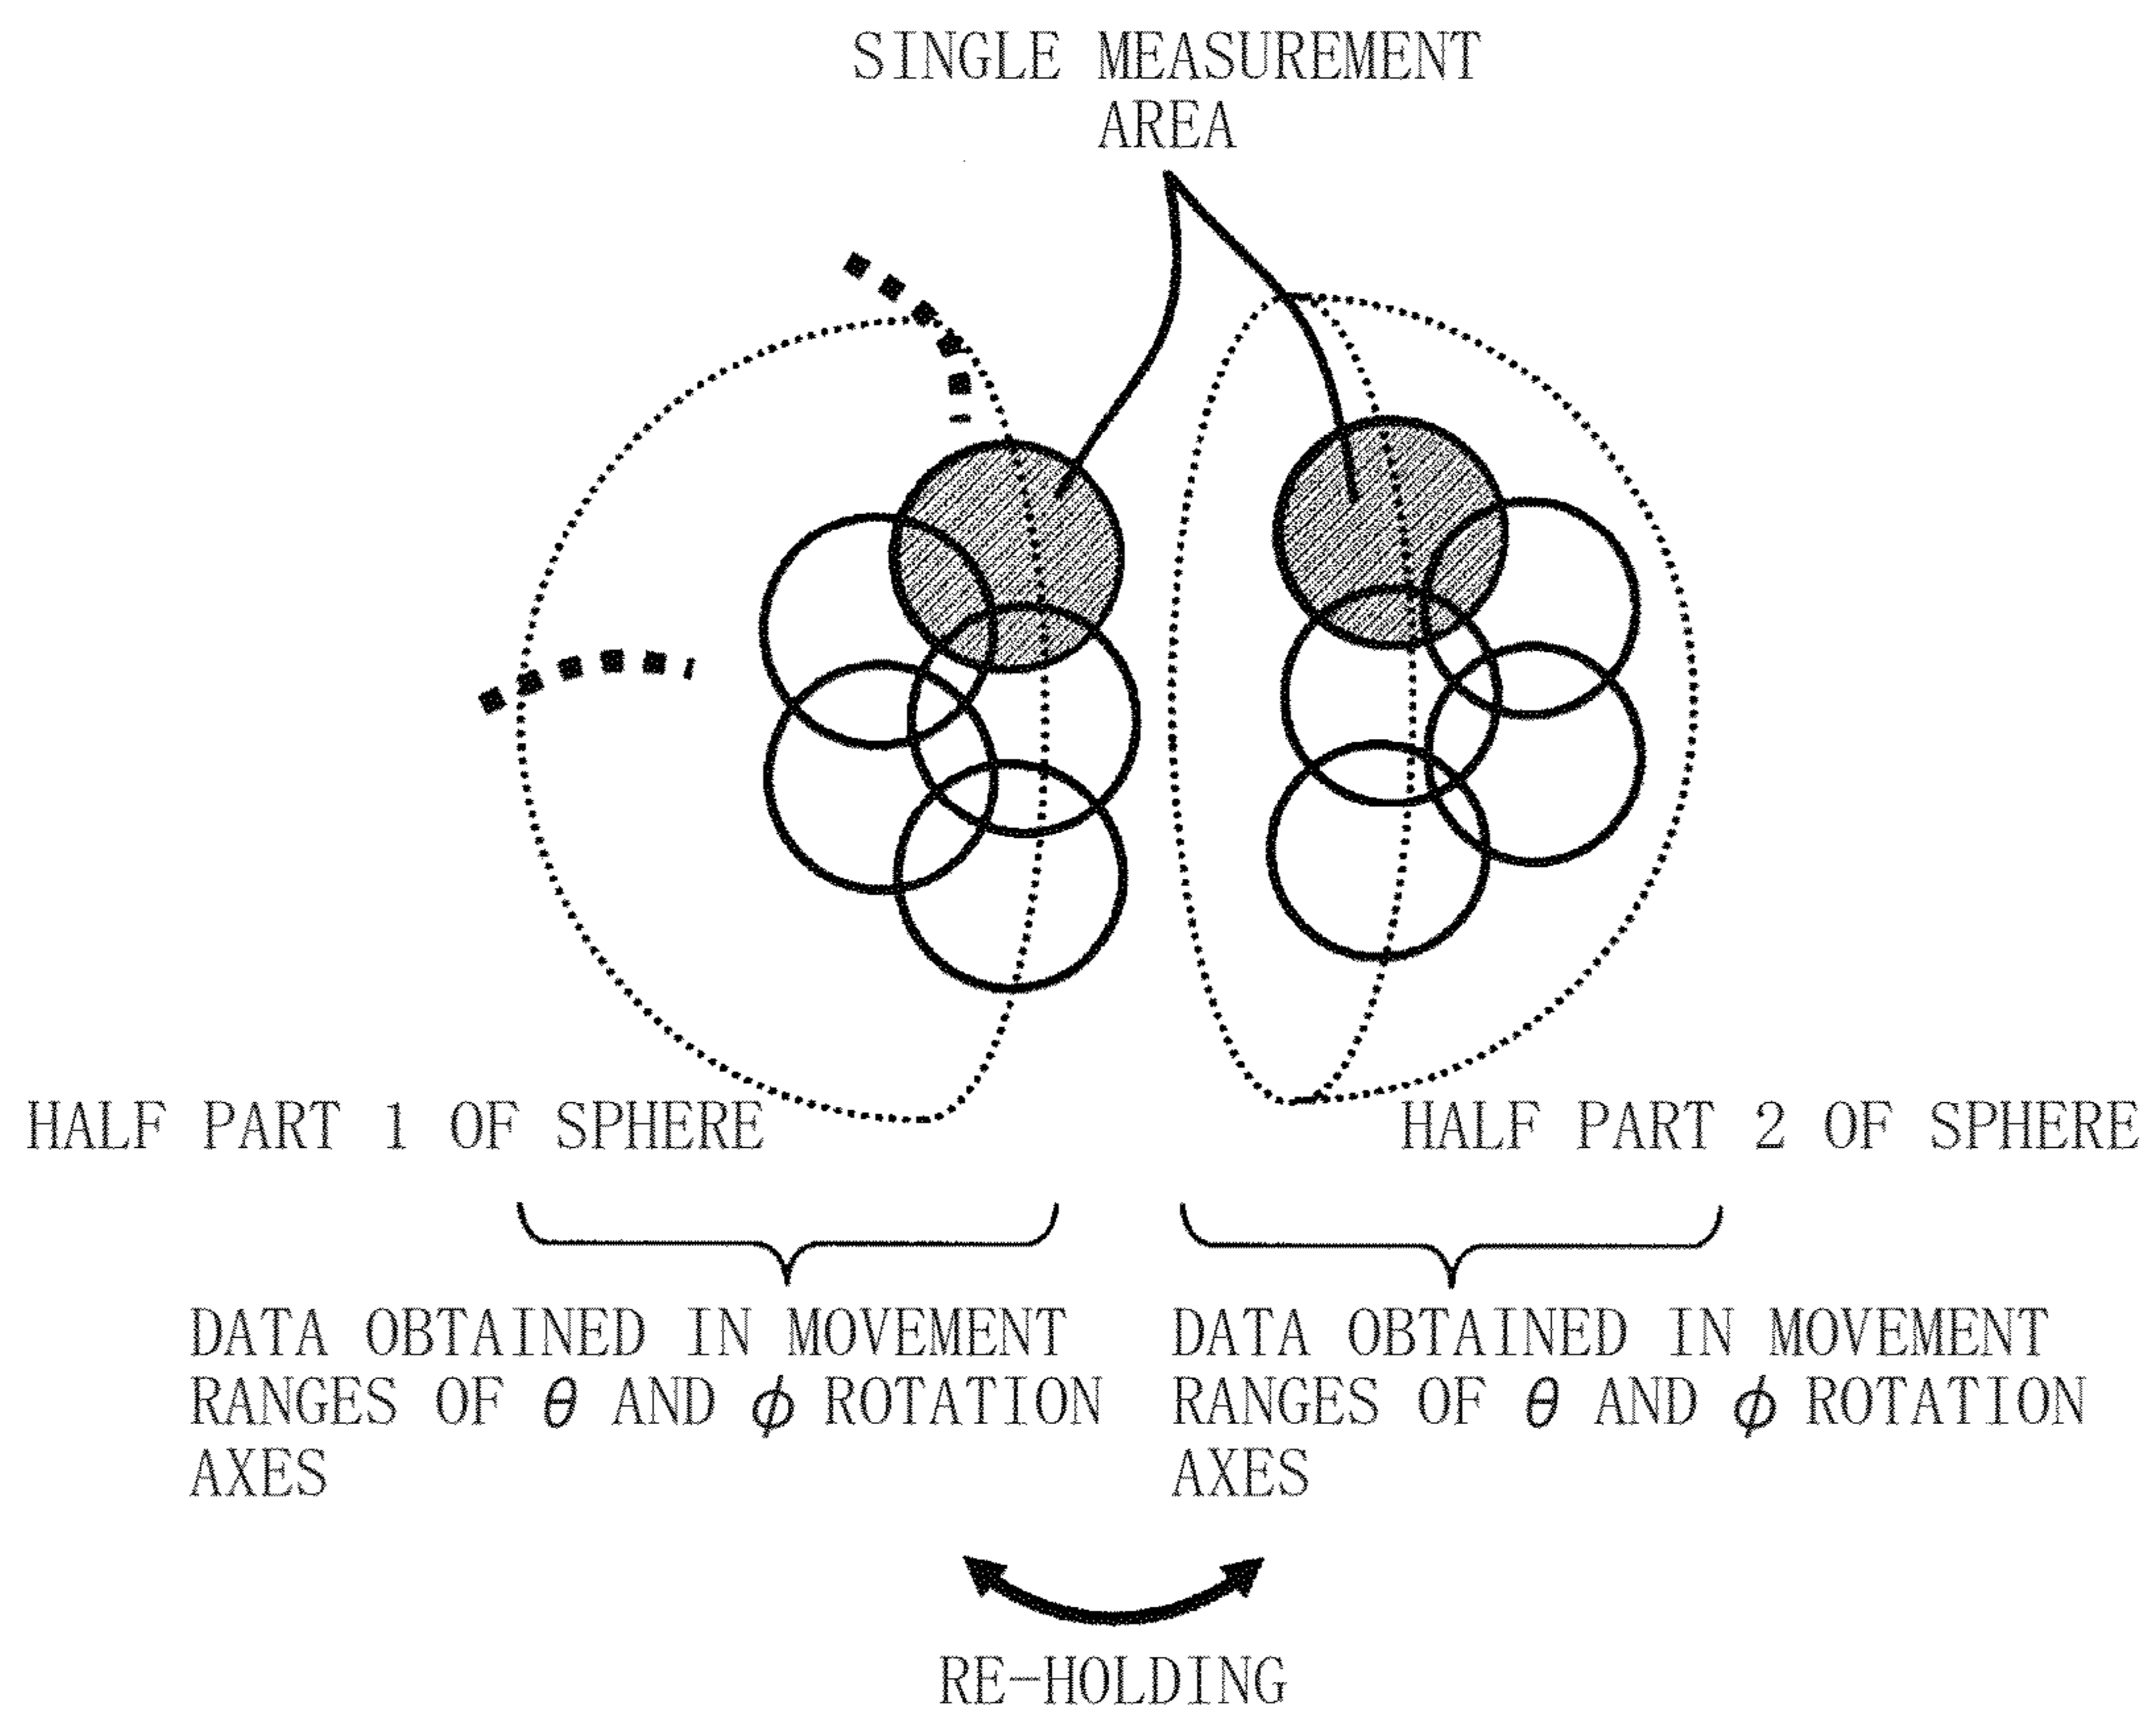 SINGLE MEASUREMENT
AREA
HALF PART 1 OF SPHERE
HALF PART 2 OF SPHERE
DATA OBTAINED IN MOVEMENT
RANGES OF θ AND ϕ ROTATION
AXES
DATA OBTAINED IN MOVEMENT
RANGES OF θ AND ϕ ROTATION
AXES
RE-HOLDING